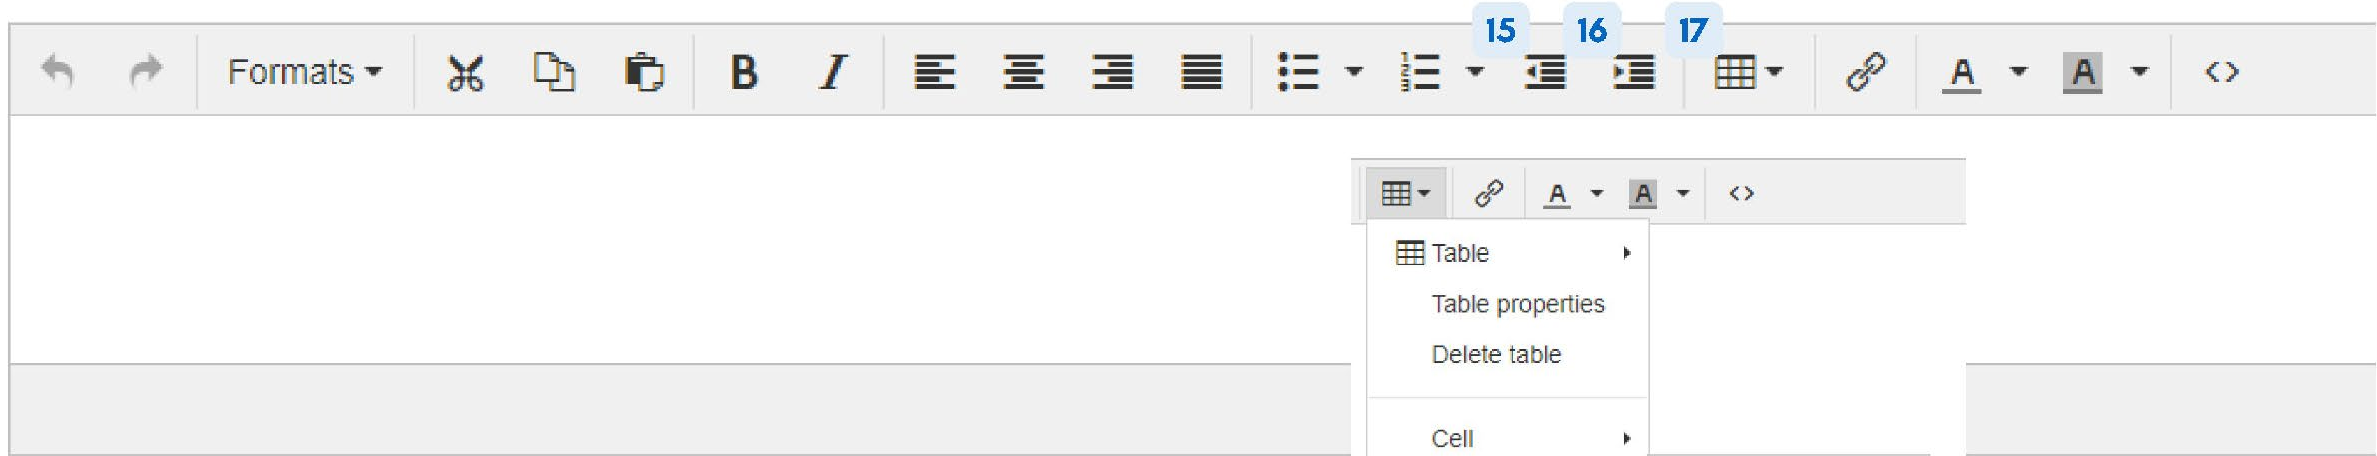 15 16 17
Formats B I A A <>
A A <>
Table
Table properties
Delete table
Cell